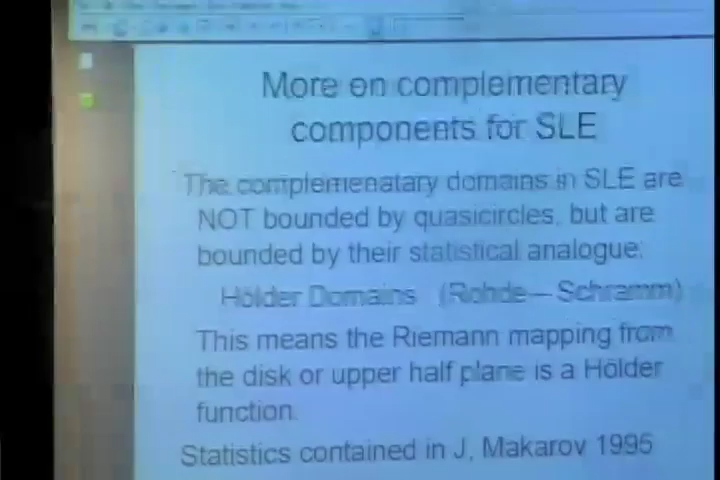 More on complementary
components for SLE
The complemenatary domains in SLE are
NOT bounded by quasicircles, but are
bounded by their statistical analogue:
Hölder Domains (Rohde—Schramm)
This means the Riemann mapping from
the disk or upper half plane is a Hölder
function.
Statistics contained in J, Makarov 1995